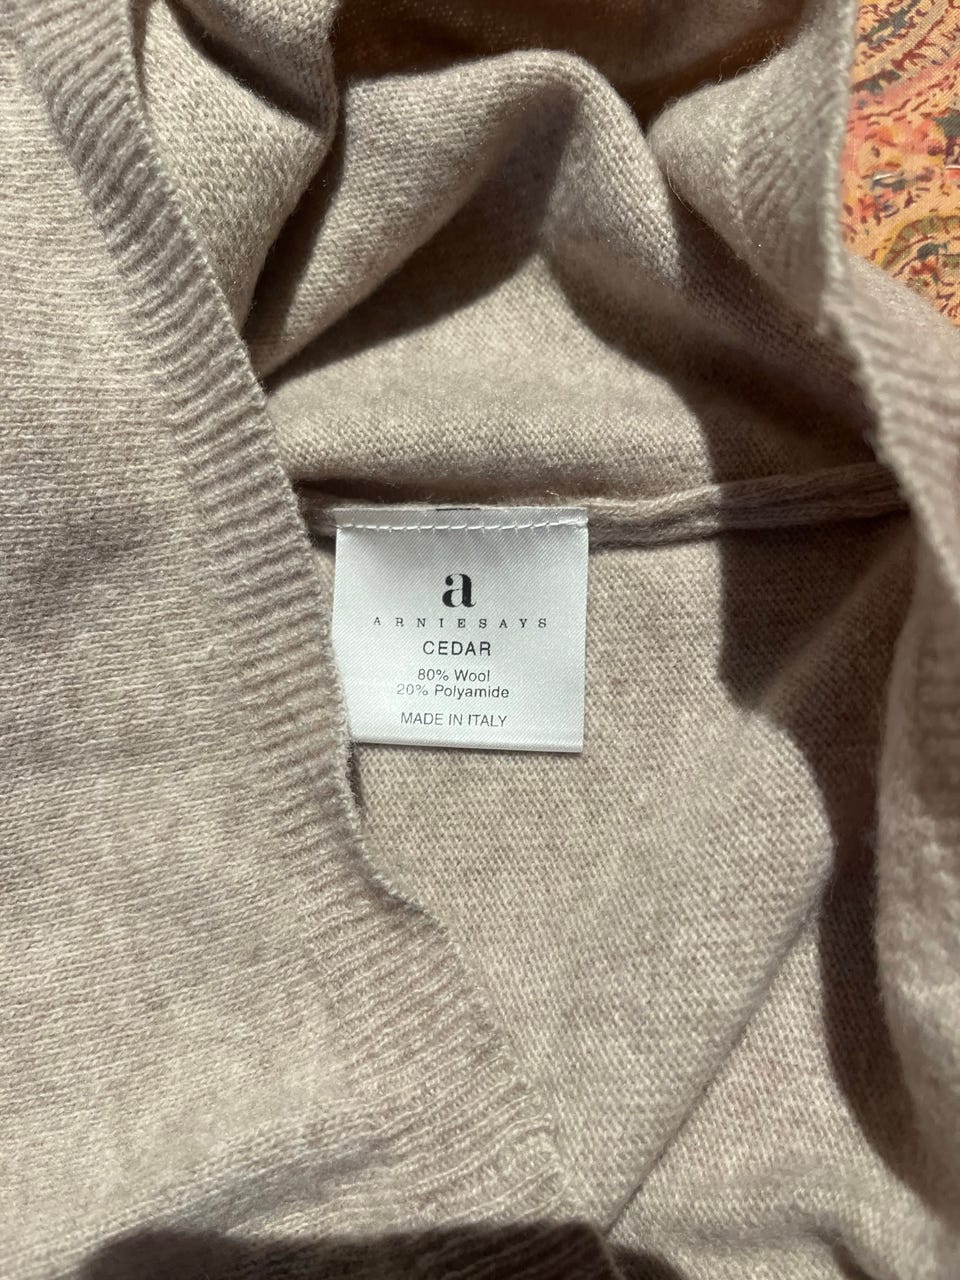 a
ARNIESAYS
CEDAR
80% Wool
20% Polyamide
MADE IN ITALY